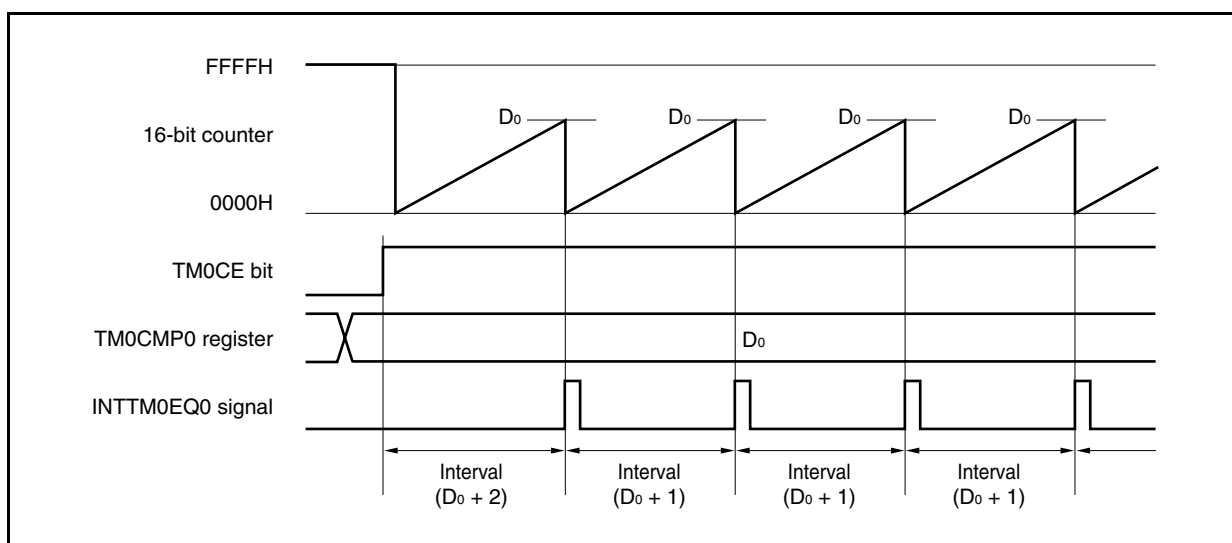 FFFFH
D₀ D₀ D₀ D₀
16-bit counter
0000H
TM0CE bit
TM0CMP0 register
D₀
INTTM0EQ0 signal
Interval Interval Interval Interval
(D₀ + 2) (D₀ + 1) (D₀ + 1) (D₀ + 1)